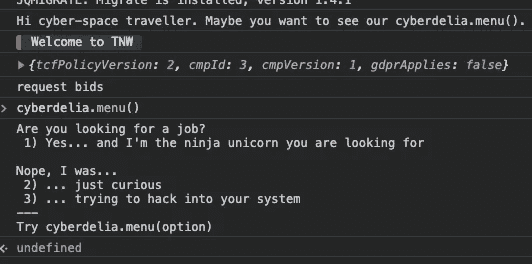 JQMIGRATE: Migrate is installed, version 1.4.1
Hi cyber-space traveller. Maybe you want to see our cyberdelia.menu().
Welcome to TNW
▶{tcfPolicyVersion: 2, cmpId: 3, cmpVersion: 1, gdprApplies: false}
request bids
> cyberdelia.menu()
Are you looking for a job?
1) Yes... and I'm the ninja unicorn you are looking for
Nope, I was...
2) ... just curious
3) ... trying to hack into your system
---
Try cyberdelia.menu(option)
undefined